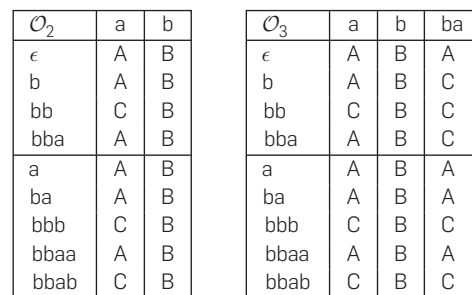 𝒪₂ a b
ϵ A B
b A B
bb C B
bba A B
a A B
ba A B
bbb C B
bbaa A B
bbab C B
𝒪₃ a b ba
ϵ A B A
b A B C
bb C B C
bba A B C
a A B A
ba A B A
bbb C B C
bbaa A B A
bbab C B C